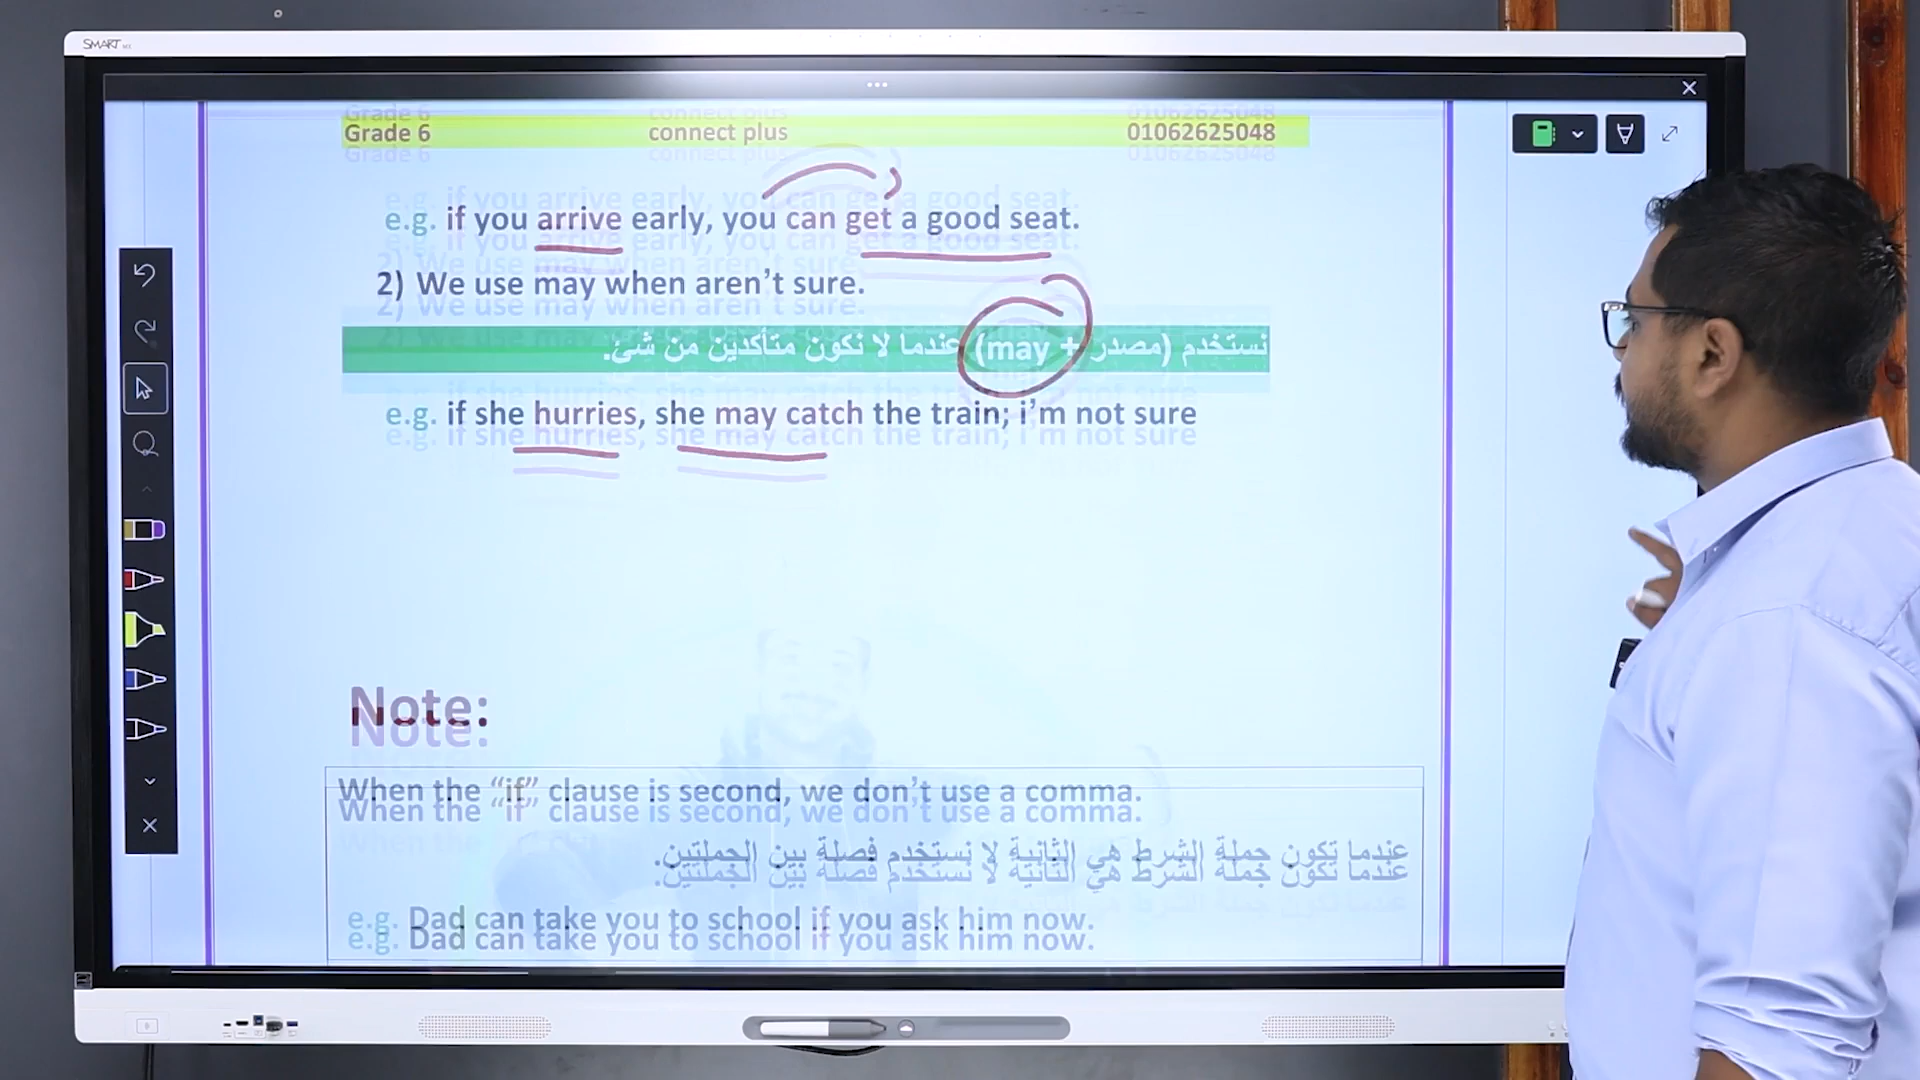 SMART
Grade 6 connect plus 01062625048
e.g. if you arrive early, you can get a good seat.
2) We use may when aren't sure.
نستخدم (may + مصدر) عندما لا نكون متأكدين من شئ.
e.g. if she hurries, she may catch the train; i'm not sure
Note:
When the “if” clause is second, we don't use a comma.
عندما تكون جملة الشرط هي الثانية لا نستخدم فصلة بين الجملتين.
e.g. Dad can take you to school if you ask him now.